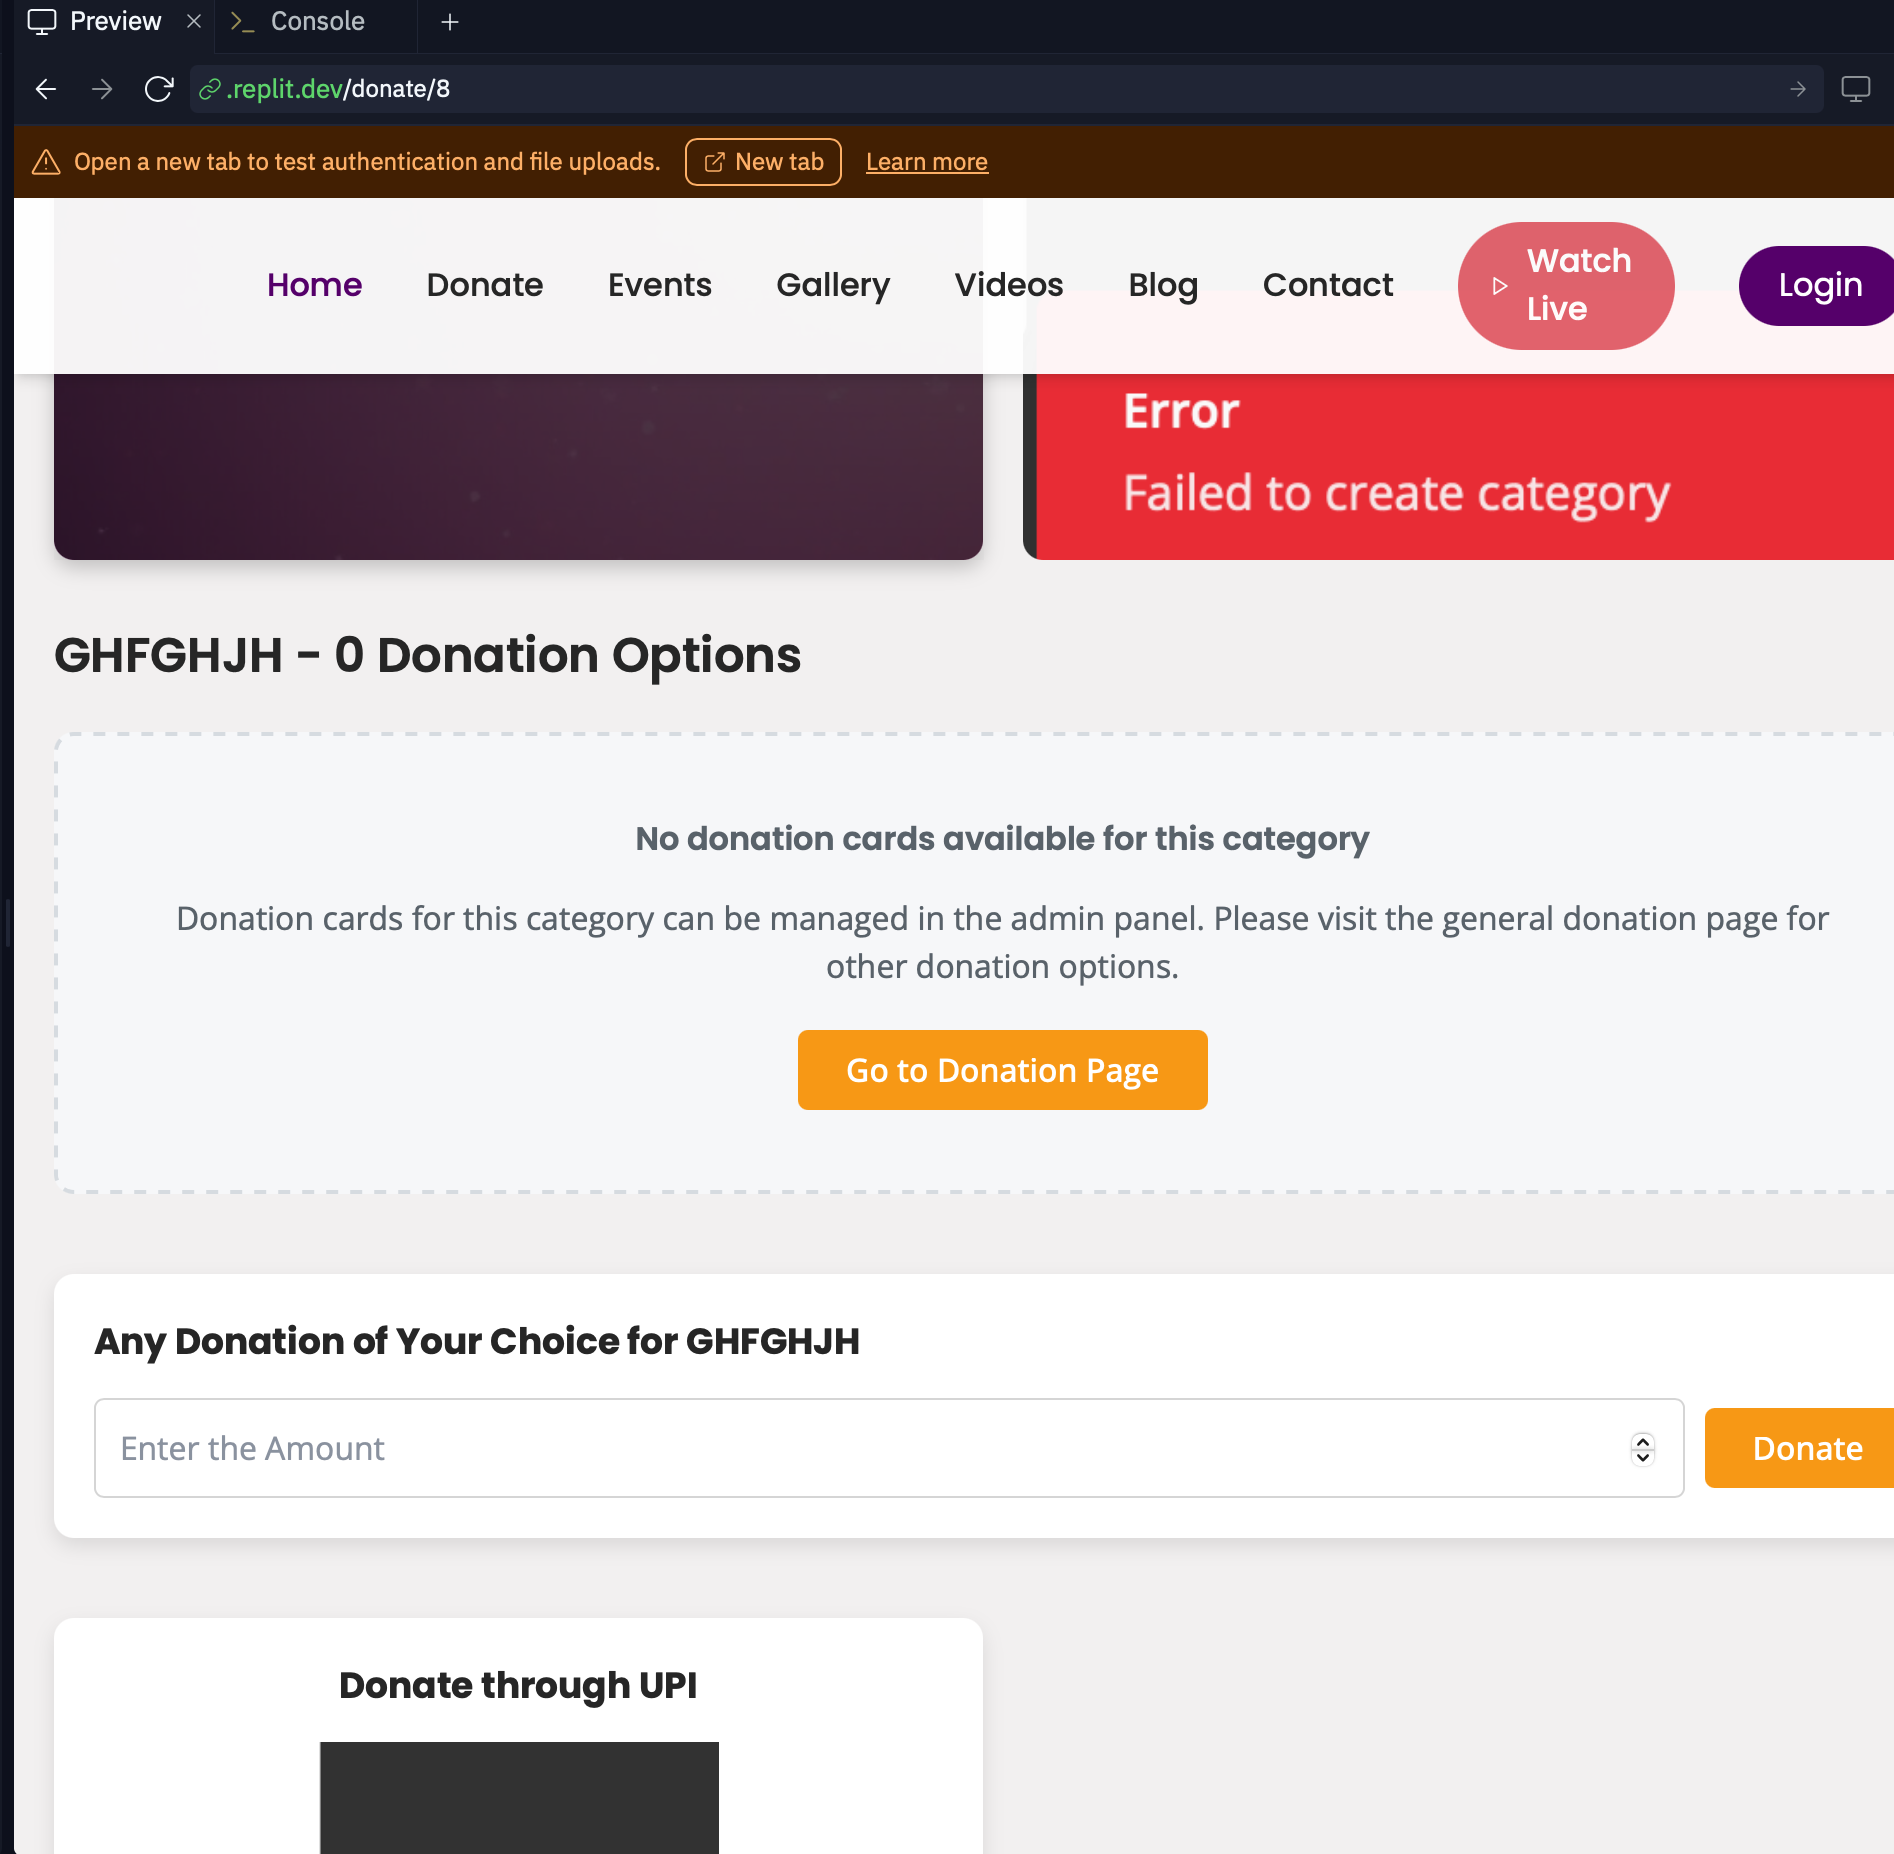 Preview
Console
.replit.dev/donate/8
Open a new tab to test authentication and file uploads. New tab Learn more
Home Donate Events Gallery Videos Blog Contact Watch Live Login
Error
Failed to create category
GHFGHJH - 0 Donation Options
No donation cards available for this category
Donation cards for this category can be managed in the admin panel. Please visit the general donation page for
other donation options.
Go to Donation Page
Any Donation of Your Choice for GHFGHJH
Enter the Amount Donate
Donate through UPI